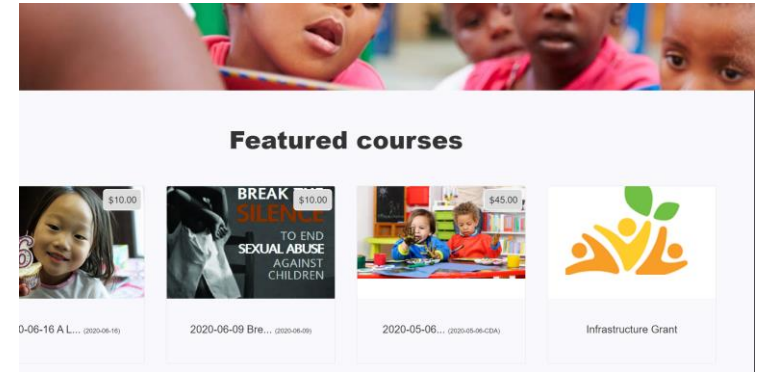 Featured courses
$10.00
$10.00
$45.00
BREAK THE
SILENCE
TO END
SEXUAL ABUSE
AGAINST
CHILDREN
0-06-16 A L... (2020-06-16)
2020-06-09 Bre... (2020-06-09)
2020-05-06... (2020-05-06-CDA)
Infrastructure Grant